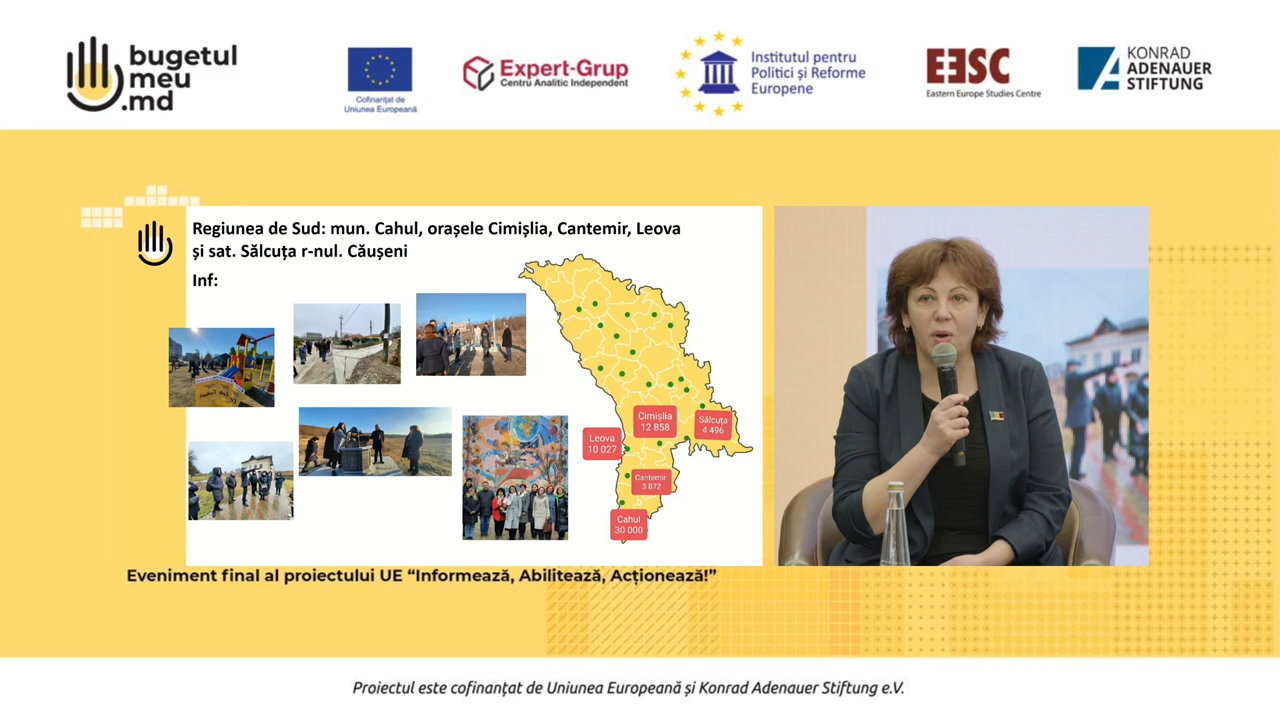 bugetul
meu
.md
Cofinanțat de
Uniunea Europeană
Expert-Grup
Centru Analitic Independent
Institutul pentru
Politici și Reforme
Europene
EESC
Eastern Europe Studies Centre
KONRAD
ADENAUER
STIFTUNG
Regiunea de Sud: mun. Cahul, orașele Cimișlia, Cantemir, Leova
și sat. Sălcuța r-nul. Căușeni
Inf:
Cimișlia
12 858
Sălcuța
4 496
Leova
10 027
Cantemir
3 872
Cahul
30 000
Eveniment final al proiectului UE “Informează, Abilitează, Acționează!”
Proiectul este cofinanțat de Uniunea Europeană și Konrad Adenauer Stiftung e.V.